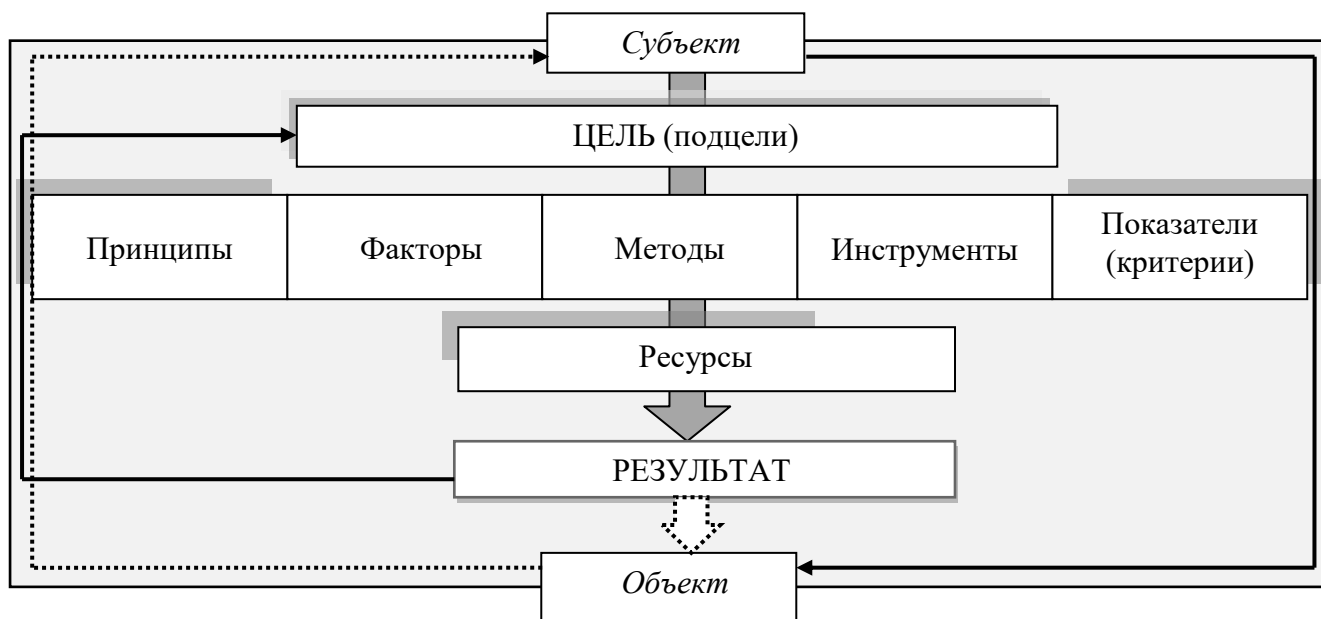 Субъект
ЦЕЛЬ (подцели)
Принципы
Факторы
Методы
Инструменты
Показатели
(критерии)
Ресурсы
РЕЗУЛЬТАТ
Объект